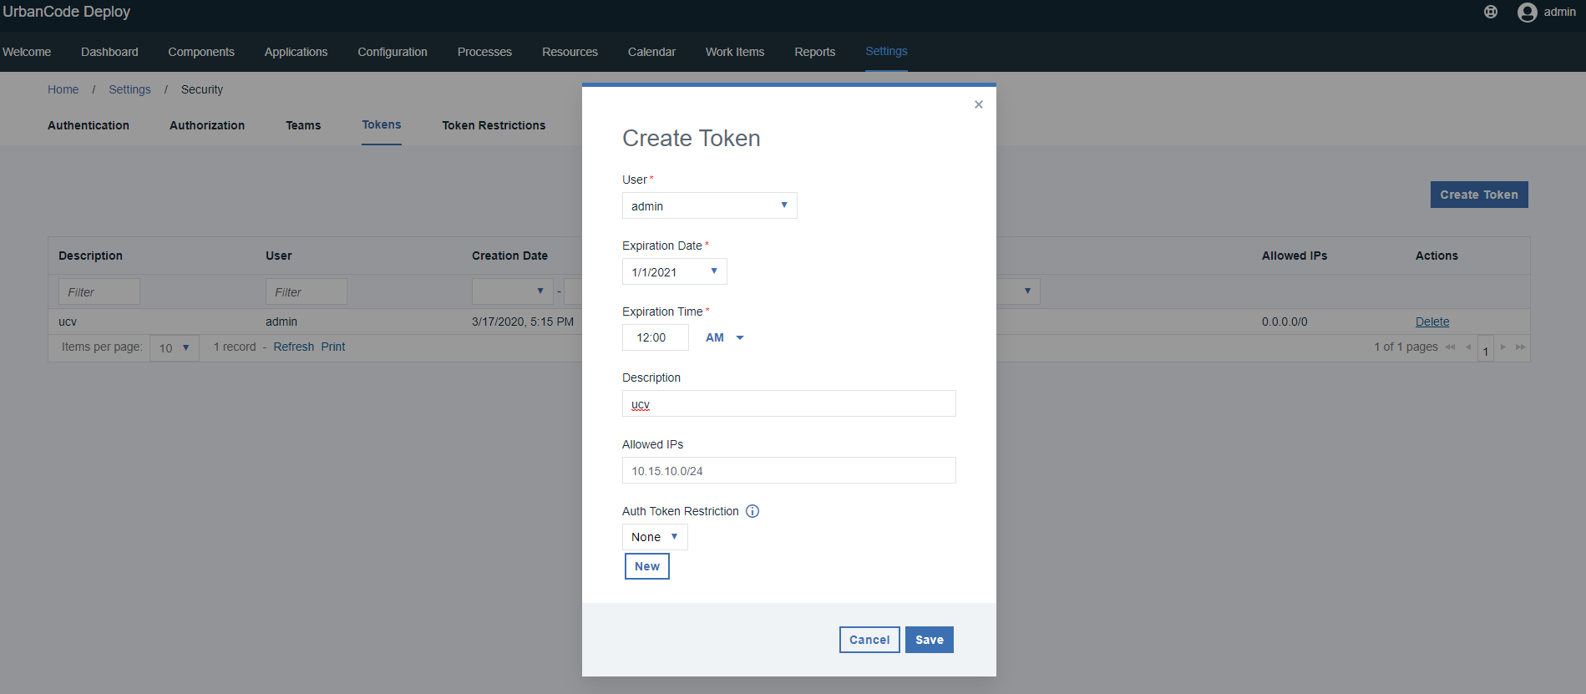 UrbanCode Deploy
admin
Welcome Dashboard Components Applications Configuration Processes Resources Calendar Work Items Reports Settings
Home / Settings / Security
Authentication Authorization Teams Tokens Token Restrictions
Create Token
Description User Creation Date Allowed IPs Actions
Filter Filter -
ucv admin 3/17/2020, 5:15 PM 0.0.0.0/0 Delete
Items per page: 10 1 record - Refresh Print 1 of 1 pages 1
×
Create Token
User*
admin
Expiration Date*
1/1/2021
Expiration Time*
12:00 AM
Description
ucv
Allowed IPs
10.15.10.0/24
Auth Token Restriction
None
New
Cancel Save